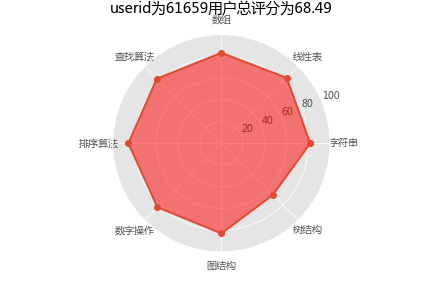 userid为61659用户总评分为68.49
数组
查找算法
线性表
100
80
60
40
20
排序算法
字符串
数字操作
树结构
图结构